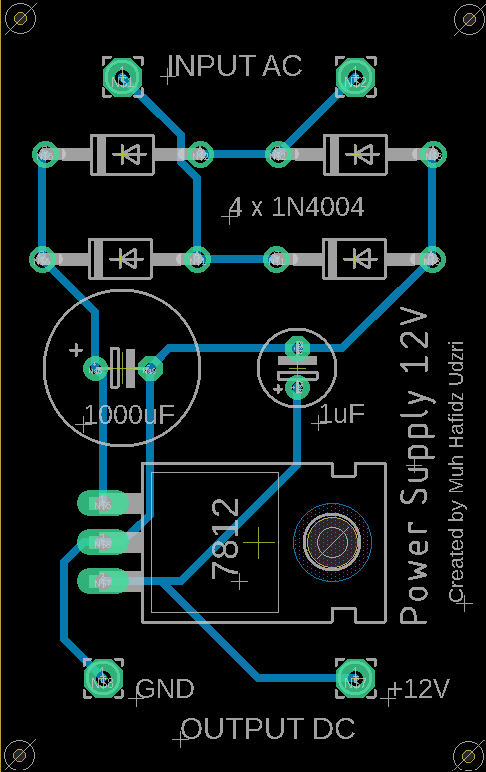 INPUT AC
4 x 1N4004
1000uF
1uF
7812
Power Supply 12V
Created by Muh Hafidz Udzri
GND
+12V
OUTPUT DC